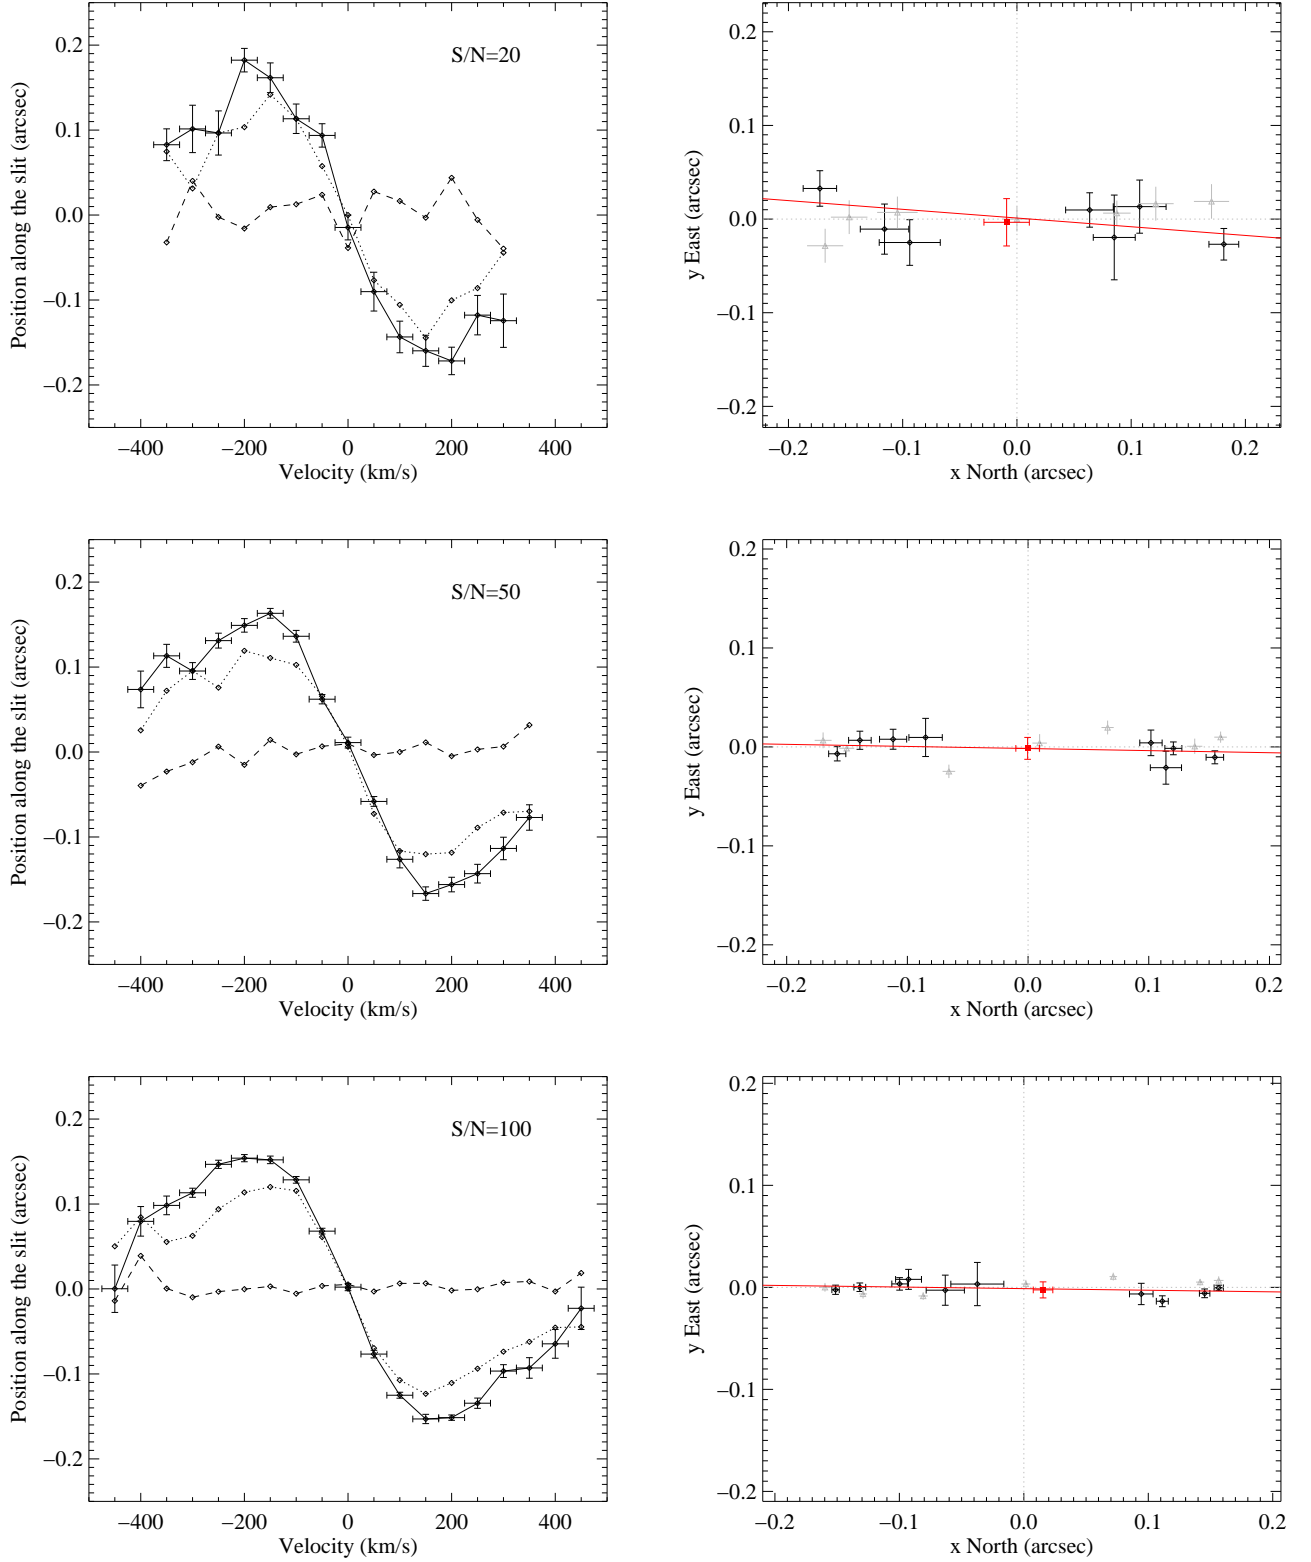 S/N=20
0.2
0.1
0.0
−0.1
−0.2
Position along the slit (arcsec)
−400 −200 0 200 400
Velocity (km/s)
0.2
0.1
0.0
−0.1
−0.2
y East (arcsec)
−0.2 −0.1 0.0 0.1 0.2
x North (arcsec)
S/N=50
0.2
0.1
0.0
−0.1
−0.2
Position along the slit (arcsec)
−400 −200 0 200 400
Velocity (km/s)
0.2
0.1
0.0
−0.1
−0.2
y East (arcsec)
−0.2 −0.1 0.0 0.1 0.2
x North (arcsec)
S/N=100
0.2
0.1
0.0
−0.1
−0.2
Position along the slit (arcsec)
−400 −200 0 200 400
Velocity (km/s)
0.2
0.1
0.0
−0.1
−0.2
y East (arcsec)
−0.2 −0.1 0.0 0.1 0.2
x North (arcsec)